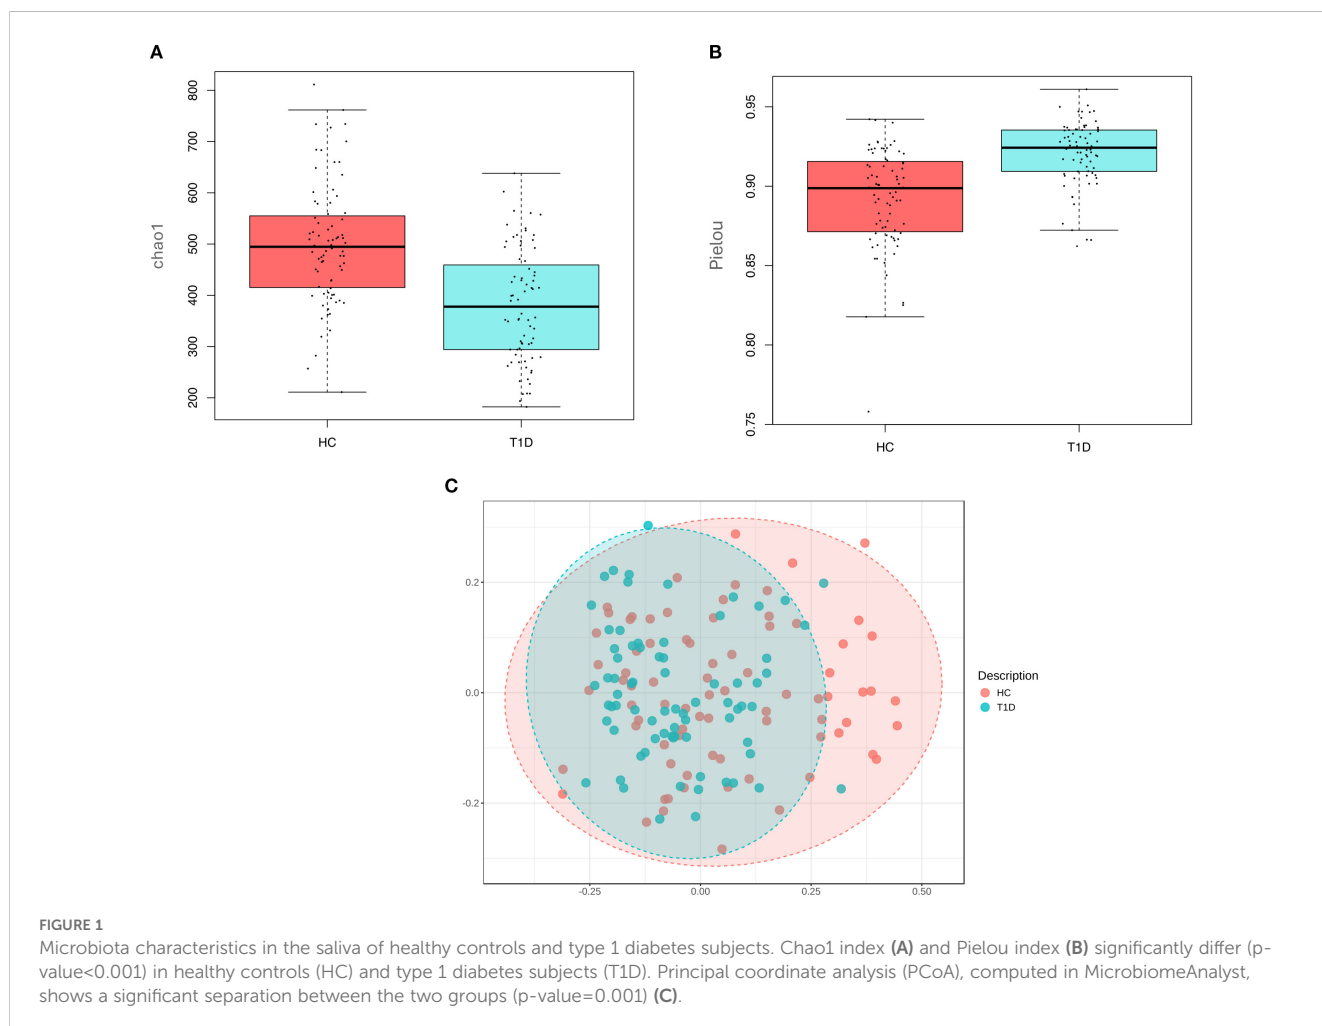 A
chao1
800
700
600
500
400
300
200
HC
T1D
B
Pielou
0.95
0.90
0.85
0.80
0.75
HC
T1D
C
0.2
0.0
-0.2
-0.25
0.00
0.25
0.50
Description
HC
T1D
FIGURE 1
Microbiota characteristics in the saliva of healthy controls and type 1 diabetes subjects. Chao1 index (A) and Pielou index (B) significantly differ (p-
value<0.001) in healthy controls (HC) and type 1 diabetes subjects (T1D). Principal coordinate analysis (PCoA), computed in MicrobiomeAnalyst,
shows a significant separation between the two groups (p-value=0.001) (C).